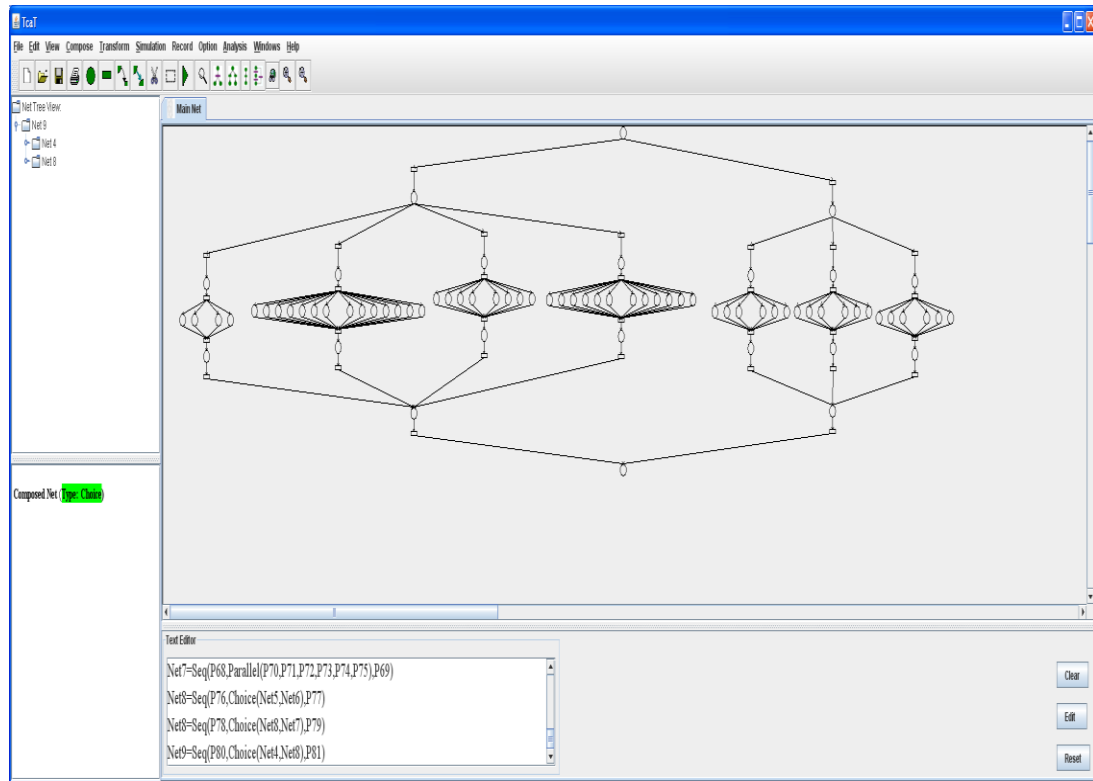 TcaT
File Edit View Compose Transform Simulation Record Option Analysis Windows Help
Net Tree View:
Net 9
Net 4
Net 8
Main Net
Composed Net (Type: Choice)
Text Editor
Net7=Seq(P68,Parallel(P70,P71,P72,P73,P74,P75),P69)
Net8=Seq(P76,Choice(Net5,Net6),P77)
Net8=Seq(P78,Choice(Net8,Net7),P79)
Net9=Seq(P80,Choice(Net4,Net8),P81)
Clear
Edit
Reset